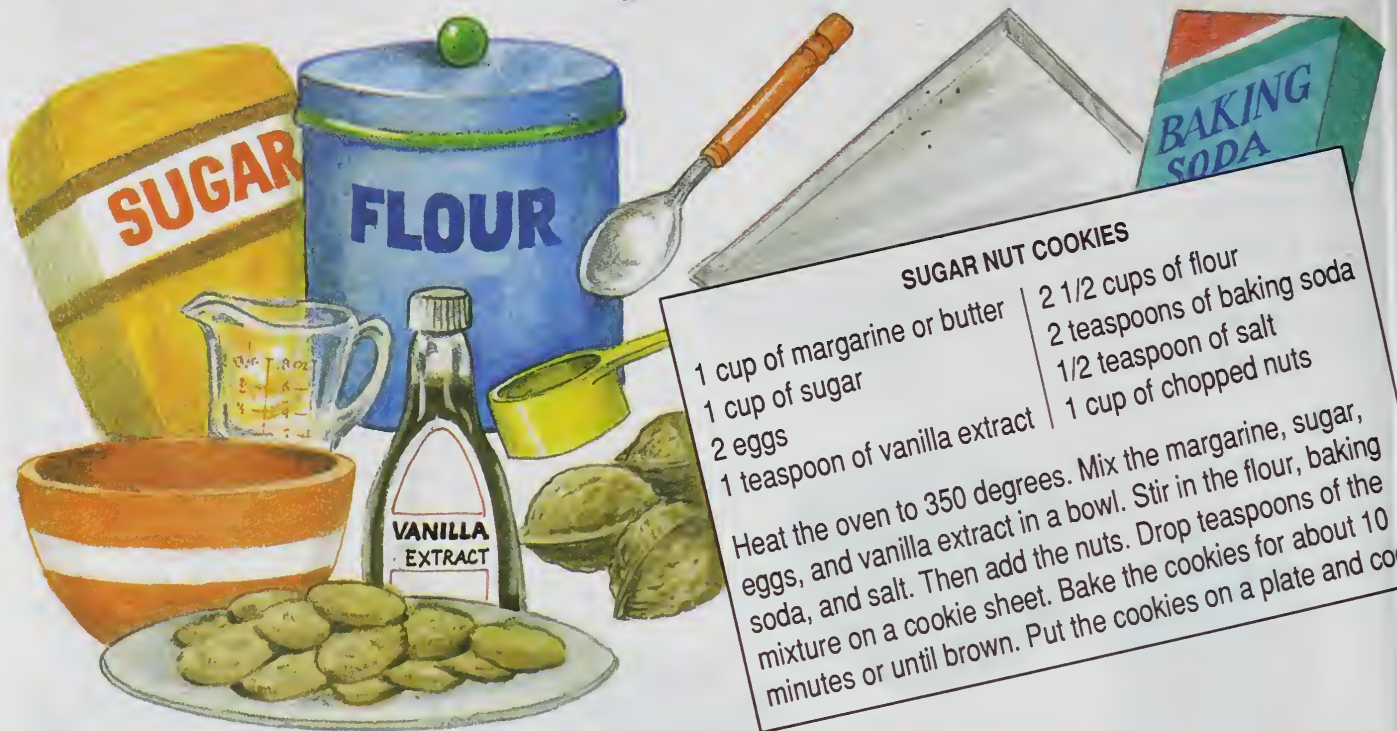 SUGAR
FLOUR
BAKING
SODA
VANILLA
EXTRACT
SUGAR NUT COOKIES
1 cup of margarine or butter
1 cup of sugar
2 eggs
1 teaspoon of vanilla extract
2 1/2 cups of flour
2 teaspoons of baking soda
1/2 teaspoon of salt
1 cup of chopped nuts
Heat the oven to 350 degrees. Mix the margarine, sugar,
eggs, and vanilla extract in a bowl. Stir in the flour, baking
soda, and salt. Then add the nuts. Drop teaspoons of the
mixture on a cookie sheet. Bake the cookies for about 10
minutes or until brown. Put the cookies on a plate and